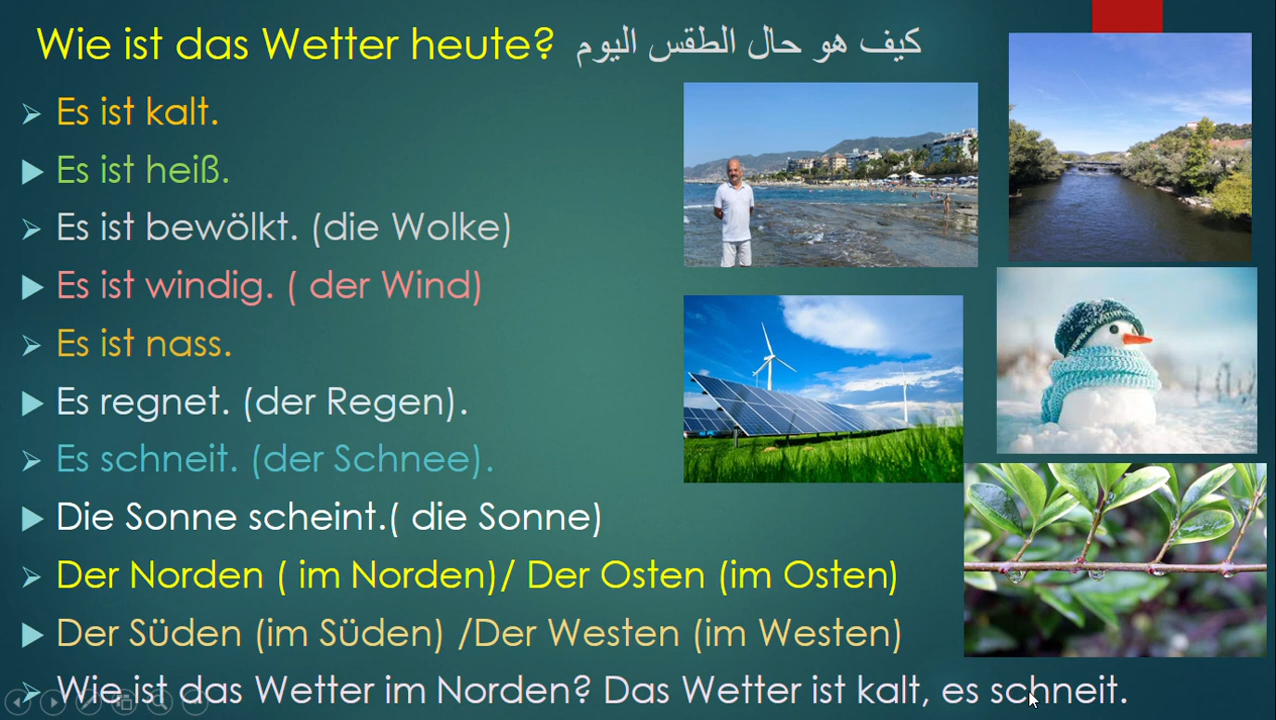 Wie ist das Wetter heute? كيف هو حال الطقس اليوم
Es ist kalt.
Es ist heiß.
Es ist bewölkt. (die Wolke)
Es ist windig. ( der Wind)
Es ist nass.
Es regnet. (der Regen).
Es schneit. (der Schnee).
Die Sonne scheint.( die Sonne)
Der Norden ( im Norden)/ Der Osten (im Osten)
Der Süden (im Süden) /Der Westen (im Westen)
Wie ist das Wetter im Norden? Das Wetter ist kalt, es schneit.